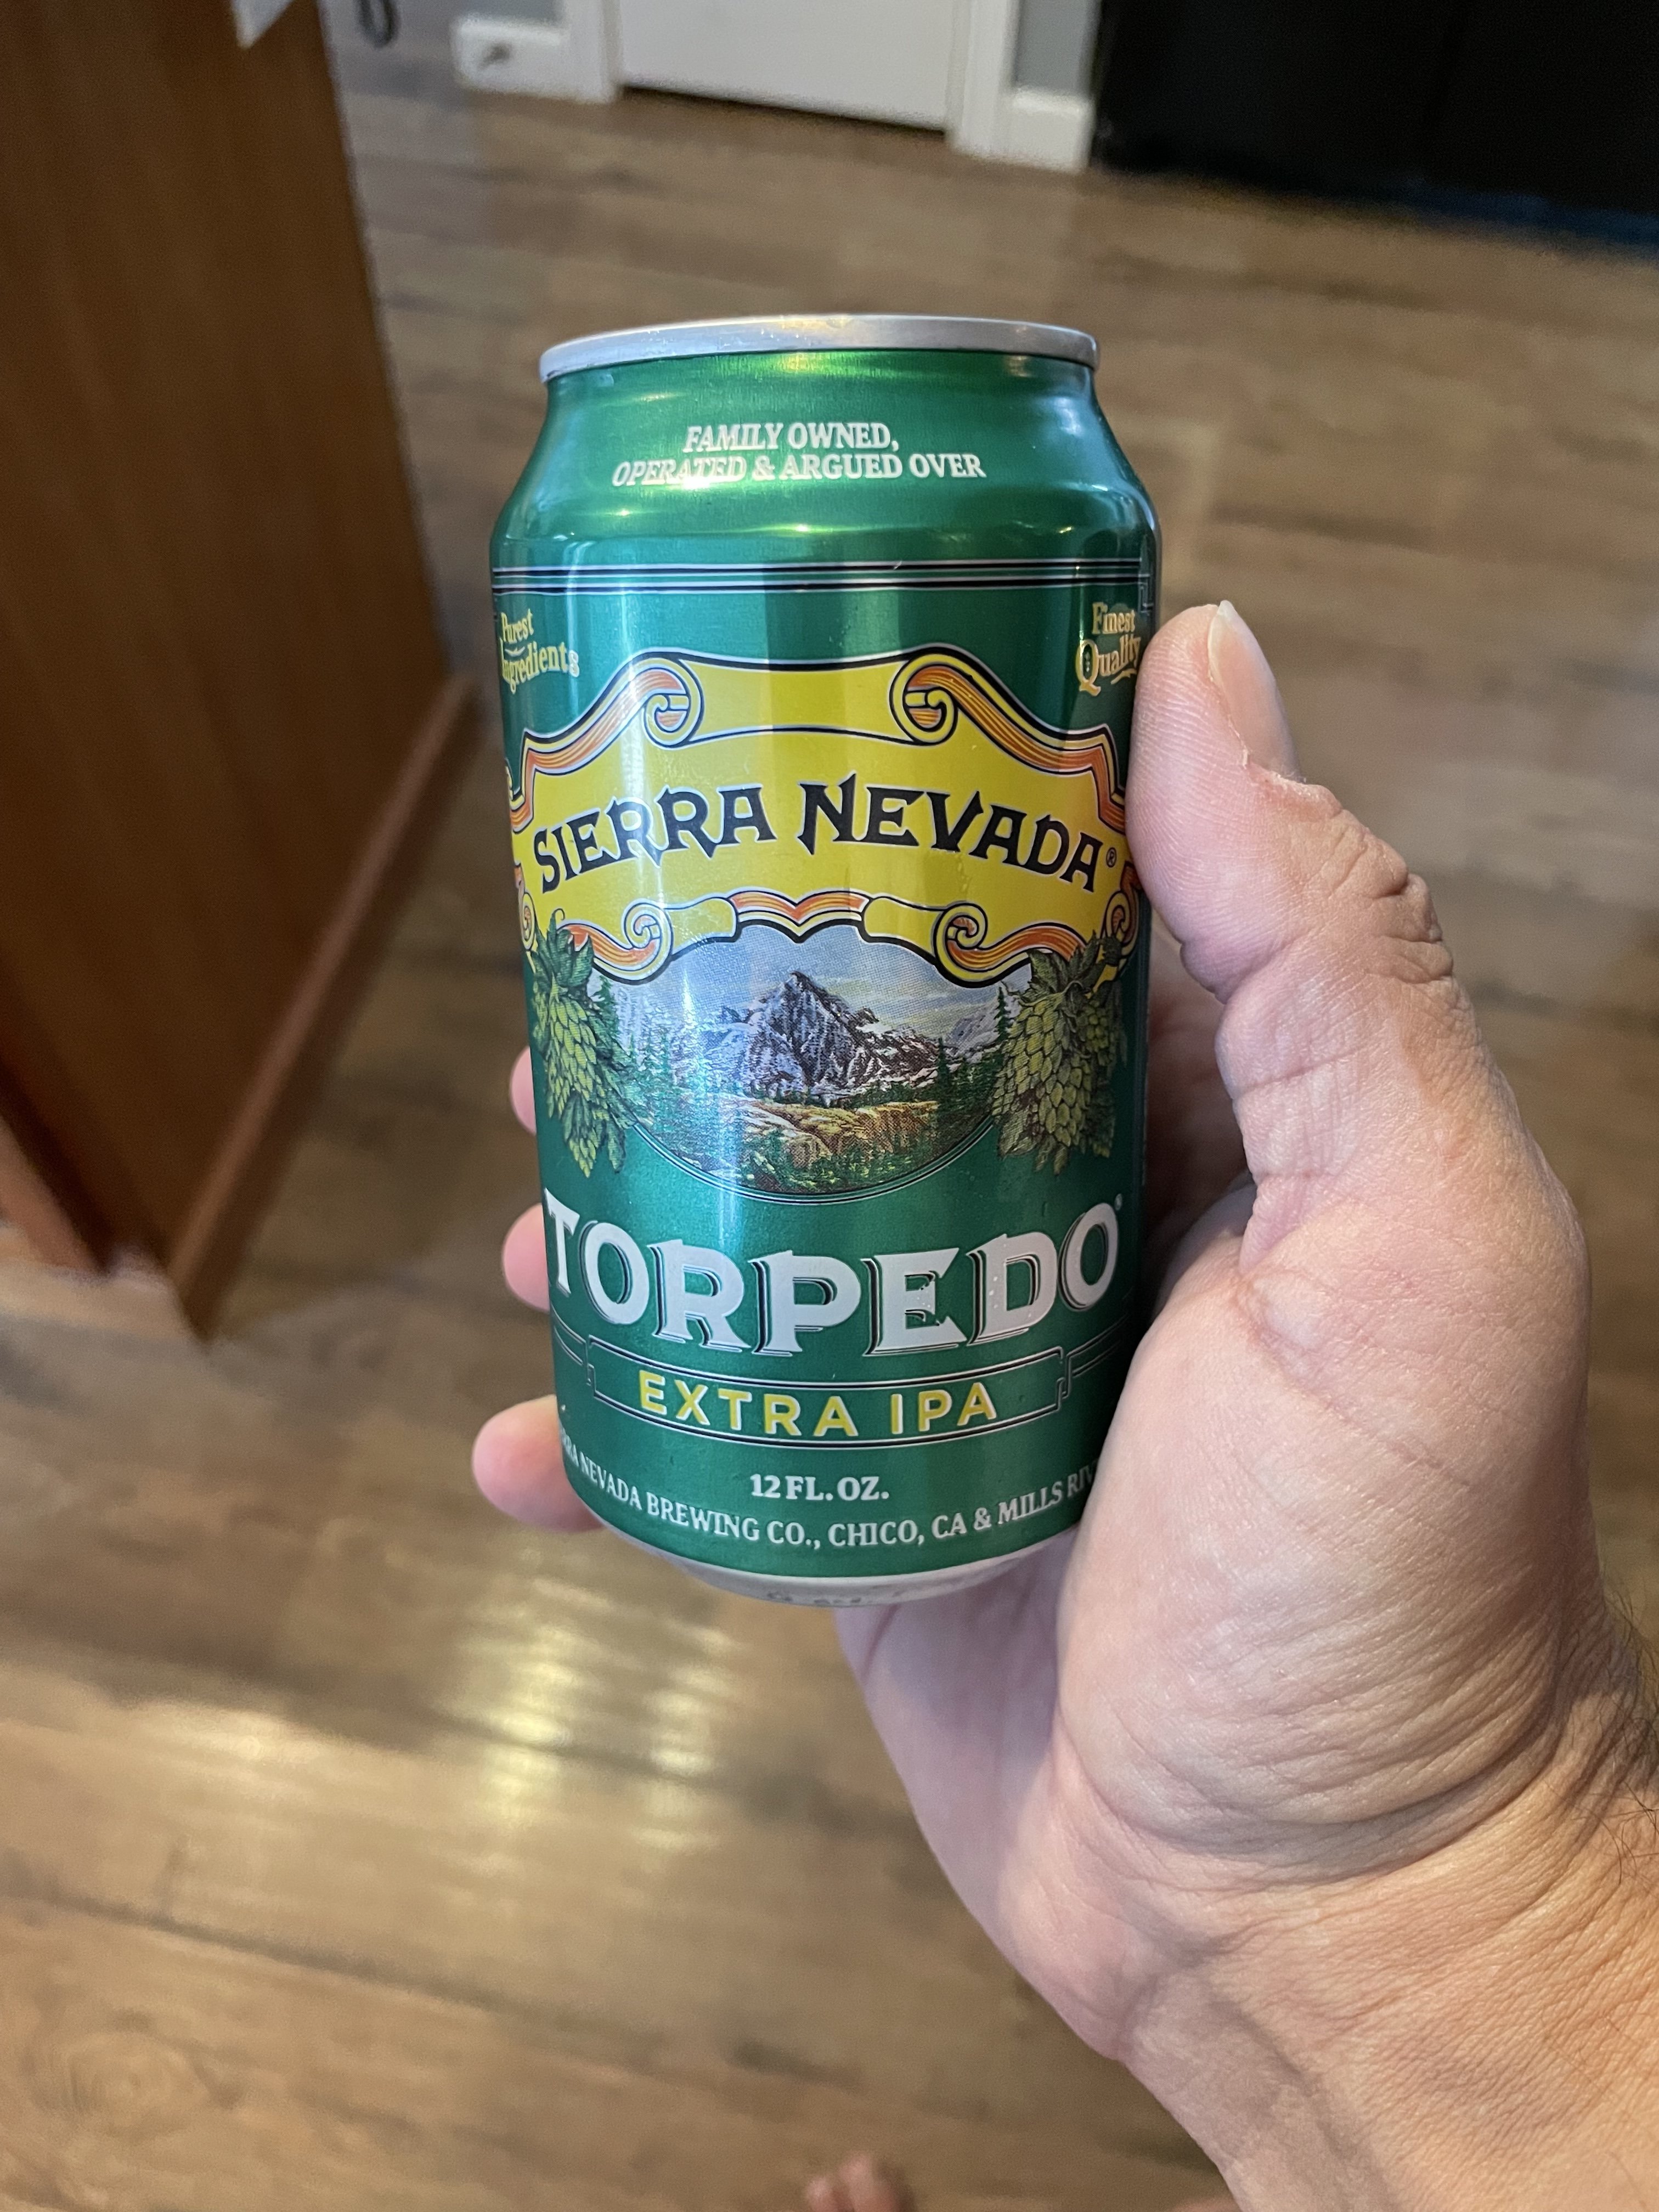 FAMILY OWNED,
OPERATED & ARGUED OVER
Purest
Ingredients
Finest
Quality
SIERRA NEVADA®
TORPEDO®
EXTRA IPA
12 FL. OZ.
NEVADA BREWING CO., CHICO, CA & MILLS